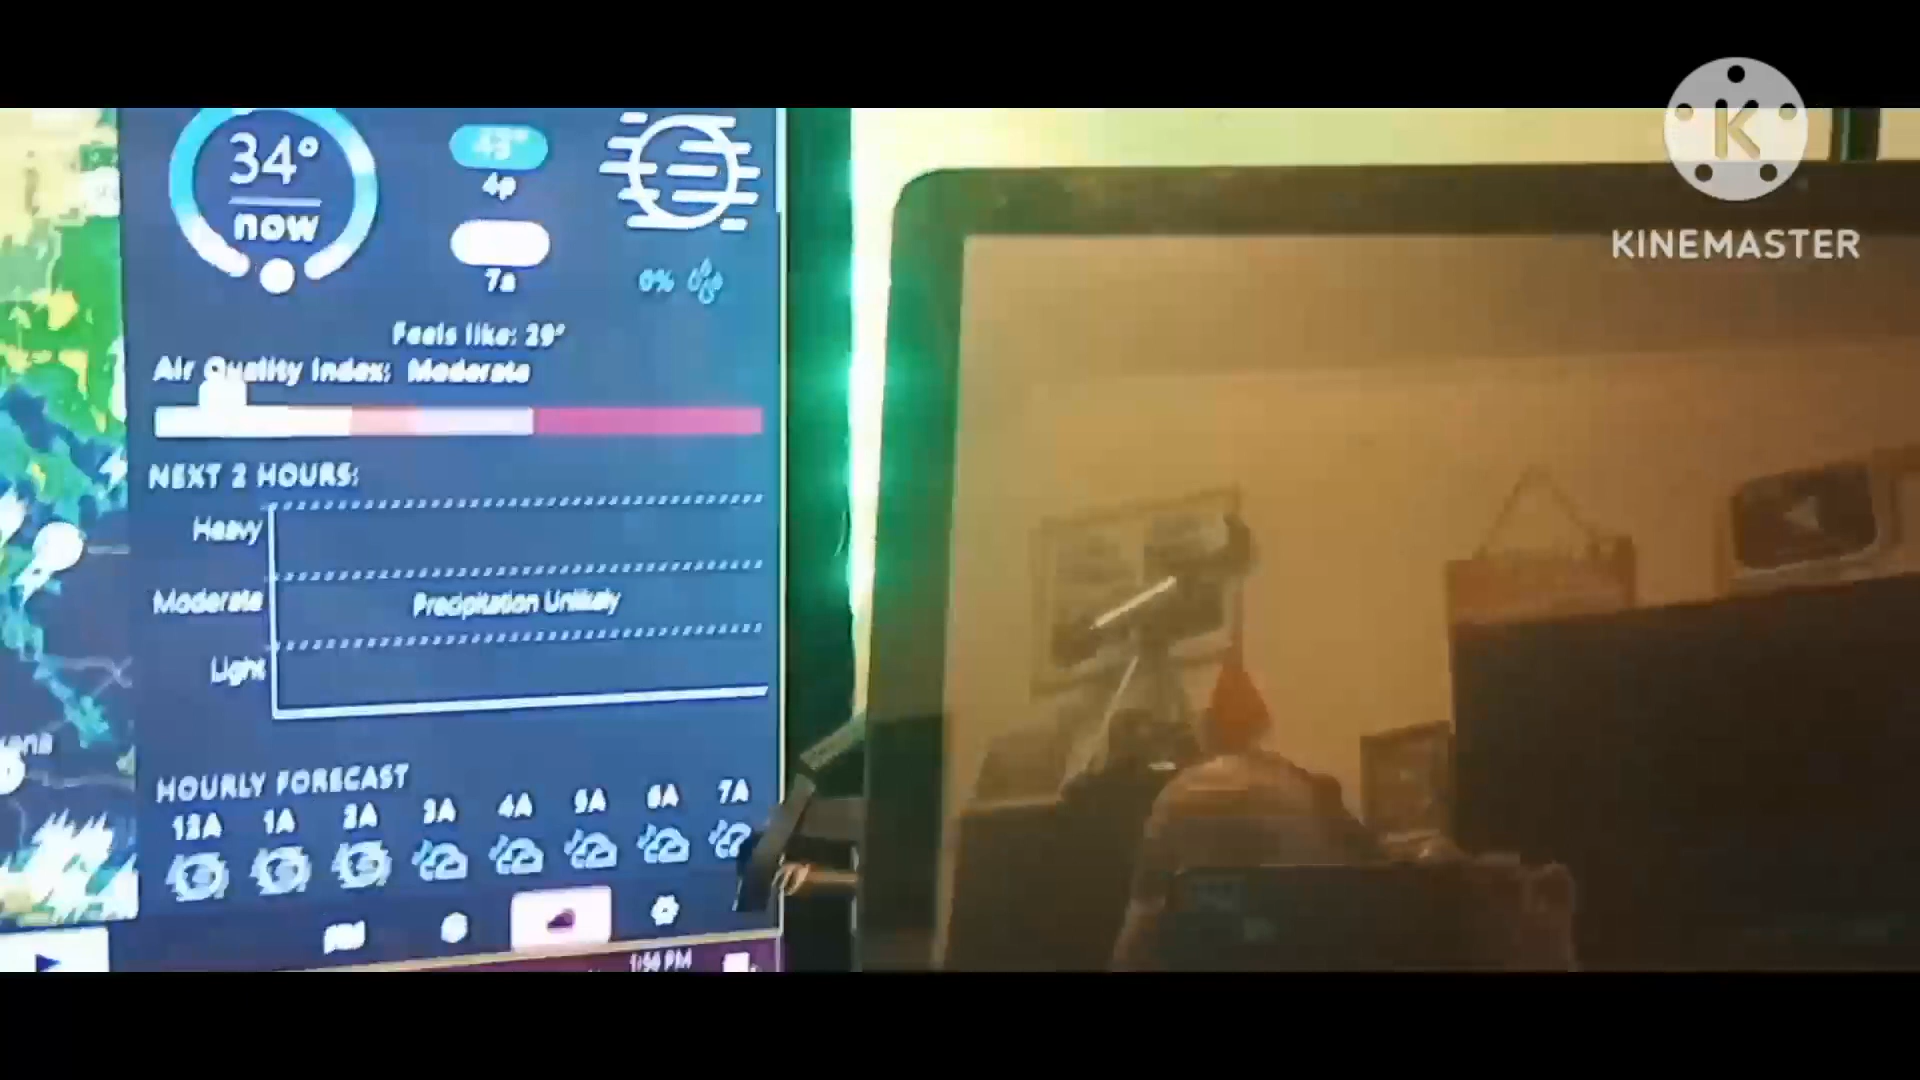 34°
now
4p
7a
0%
Feels like: 29°
Air Quality Index: Moderate
NEXT 2 HOURS:
Heavy
Moderate
Precipitation Unlikely
Light
HOURLY FORECAST
12A 1A 2A 3A 4A 5A 6A 7A
PM
K
KINEMASTER